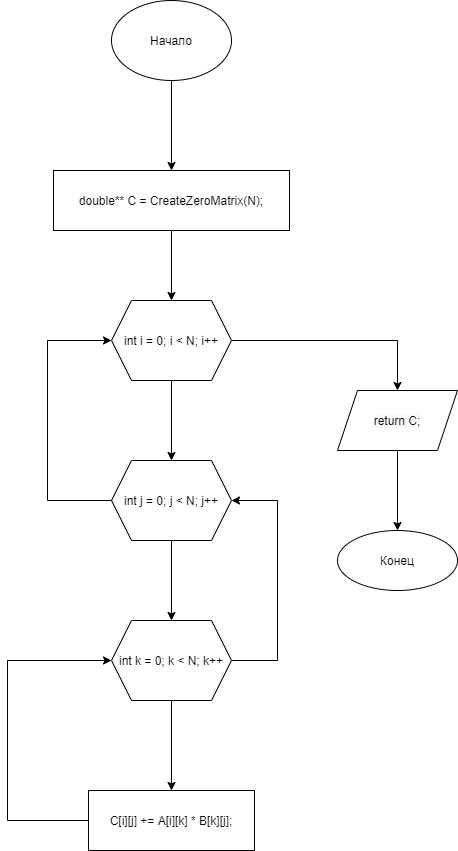 Начало
double** C = CreateZeroMatrix(N);
int i = 0; i < N; i++
return C;
int j = 0; j < N; j++
Конец
int k = 0; k < N; k++
C[i][j] += A[i][k] * B[k][j];